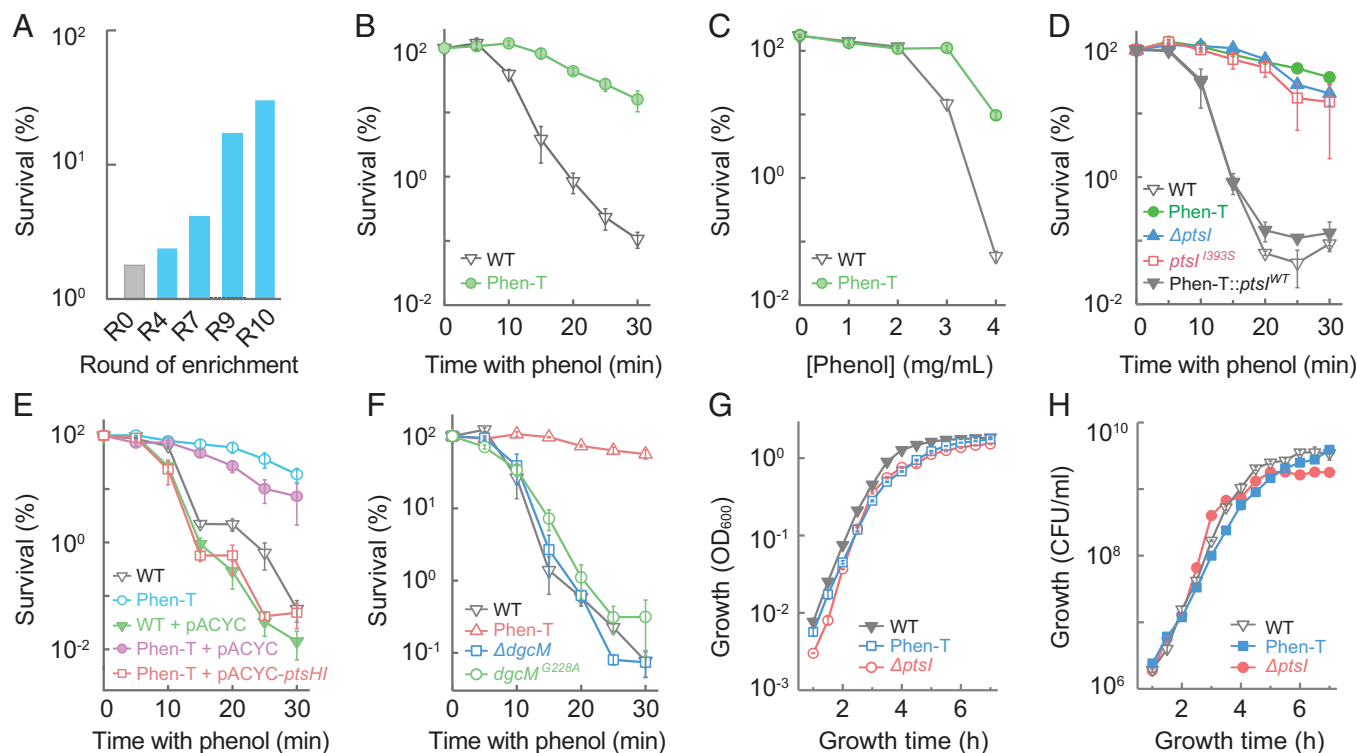 A
10²
10¹
10⁰
Survival (%)
R0
R4
R7
R9
R10
Round of enrichment
B
10²
10⁰
10⁻²
Survival (%)
WT
Phen-T
0
10
20
30
Time with phenol (min)
C
10²
10⁰
10⁻²
Survival (%)
WT
Phen-T
0
1
2
3
4
[Phenol] (mg/mL)
D
10²
10⁰
10⁻²
Survival (%)
WT
Phen-T
ΔptsI
ptsI I393S
Phen-T::ptsI WT
0
10
20
30
Time with phenol (min)
E
10²
10⁰
10⁻²
Survival (%)
WT
Phen-T
WT + pACYC
Phen-T + pACYC
Phen-T + pACYC-ptsHI
0
10
20
30
Time with phenol (min)
F
10²
10¹
10⁰
10⁻¹
Survival (%)
WT
Phen-T
ΔdgcM
dgcM G228A
0
10
20
30
Time with phenol (min)
G
10⁰
10⁻¹
10⁻²
10⁻³
Growth (OD₆₀₀)
WT
Phen-T
ΔptsI
2
4
6
Growth time (h)
H
10¹⁰
10⁸
10⁶
Growth (CFU/ml)
WT
Phen-T
ΔptsI
2
4
6
Growth time (h)